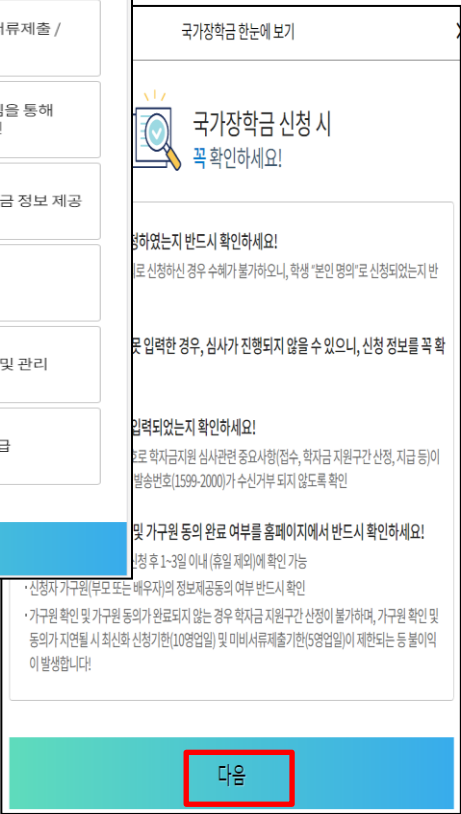 서류제출 /
을 통해
금 정보 제공
및 관리
급
국가장학금 한눈에 보기
국가장학금 신청 시
꼭 확인하세요!
청하였는지 반드시 확인하세요!
로 신청하신 경우 수혜가 불가하오니, 학생 "본인 명의"로 신청되었는지 반
못 입력한 경우, 심사가 진행되지 않을 수 있으니, 신청 정보를 꼭 확
입력되었는지 확인하세요!
호로 학자금지원 심사관련 중요사항(접수, 학자금 지원구간 산정, 지급 등)이
발송번호(1599-2000)가 수신거부 되지 않도록 확인
및 가구원 동의 완료 여부를 홈페이지에서 반드시 확인하세요!
신청 후 1~3일 이내 (휴일 제외)에 확인 가능
· 신청자 가구원(부모 또는 배우자)의 정보제공동의 여부 반드시 확인
· 가구원 확인 및 가구원 동의가 완료되지 않는 경우 학자금 지원구간 산정이 불가하며, 가구원 확인 및
동의가 지연될 시 최신화 신청기한(10영업일) 및 미비서류제출기한(5영업일)이 제한되는 등 불이익
이 발생합니다!
다음